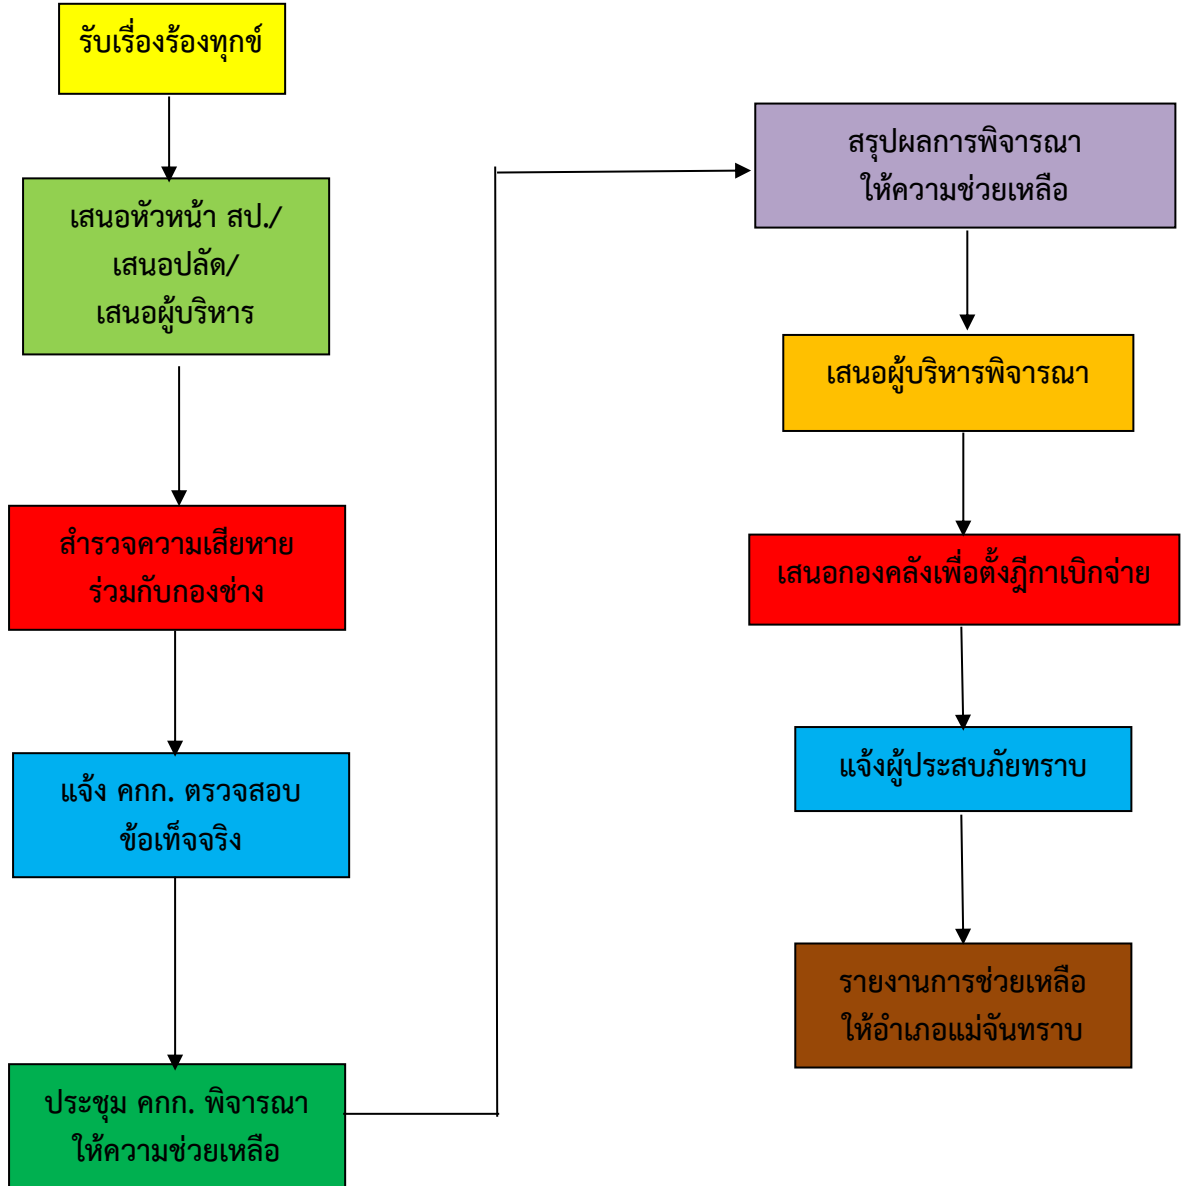 รับเรื่องร้องทุกข์
เสนอหัวหน้า สป./
เสนอปลัด/
เสนอผู้บริหาร
สำรวจความเสียหาย
ร่วมกับกองช่าง
แจ้ง คกก. ตรวจสอบ
ข้อเท็จจริง
ประชุม คกก. พิจารณา
ให้ความช่วยเหลือ
สรุปผลการพิจารณา
ให้ความช่วยเหลือ
เสนอผู้บริหารพิจารณา
เสนอกองคลังเพื่อตั้งฎีกาเบิกจ่าย
แจ้งผู้ประสบภัยทราบ
รายงานการช่วยเหลือ
ให้อำเภอแม่จันทราบ